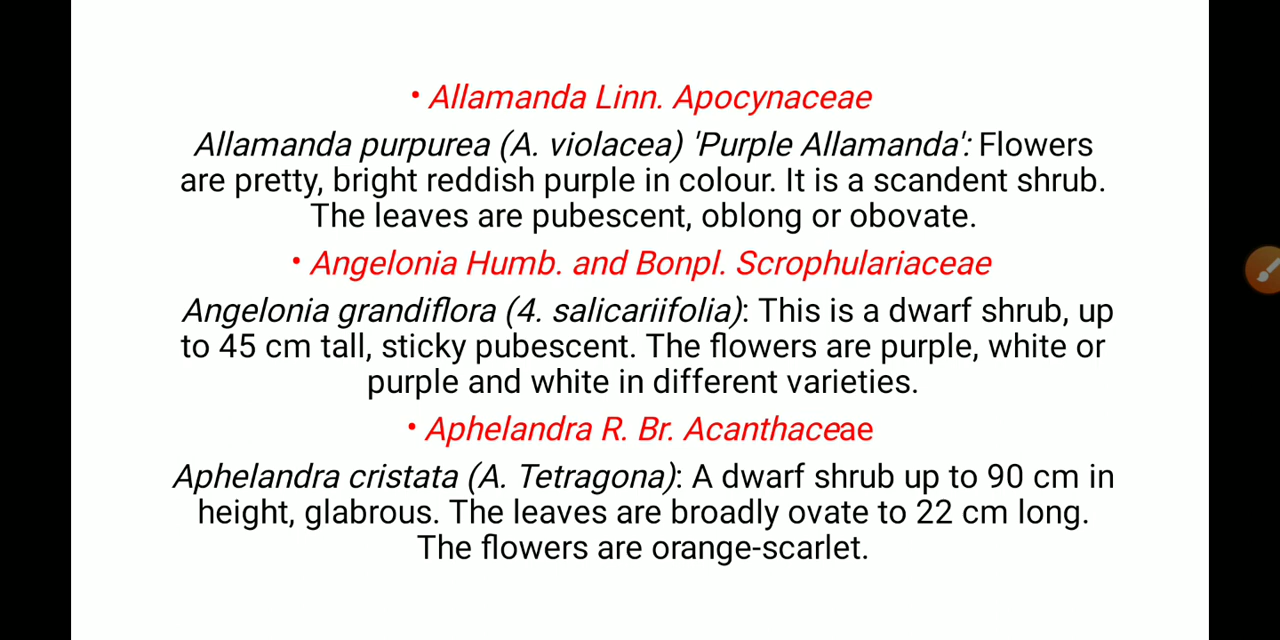 • Allamanda Linn. Apocynaceae
Allamanda purpurea (A. violacea) 'Purple Allamanda': Flowers
are pretty, bright reddish purple in colour. It is a scandent shrub.
The leaves are pubescent, oblong or obovate.
• Angelonia Humb. and Bonpl. Scrophulariaceae
Angelonia grandiflora (4. salicariifolia): This is a dwarf shrub, up
to 45 cm tall, sticky pubescent. The flowers are purple, white or
purple and white in different varieties.
• Aphelandra R. Br. Acanthaceae
Aphelandra cristata (A. Tetragona): A dwarf shrub up to 90 cm in
height, glabrous. The leaves are broadly ovate to 22 cm long.
The flowers are orange-scarlet.